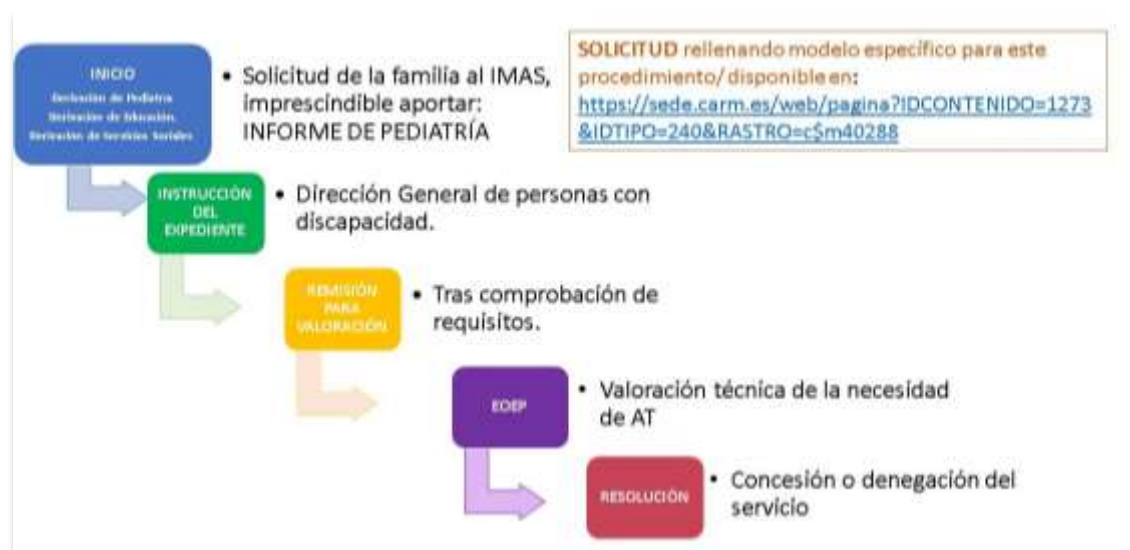 INICIO
Derivación de Pediatría
Derivación de Educación.
Derivación de Servicios Sociales
• Solicitud de la familia al IMAS,
imprescindible aportar:
INFORME DE PEDIATRÍA
SOLICITUD rellenando modelo específico para este
procedimiento/ disponible en:
https://sede.carm.es/web/pagina?IDCONTENIDO=1273
&IDTIPO=240&RASTRO=c$m40288
INSTRUCCIÓN
DEL
EXPEDIENTE
• Dirección General de personas con
discapacidad.
REMISIÓN
PARA
VALORACIÓN
• Tras comprobación de
requisitos.
EOEP
• Valoración técnica de la necesidad
de AT
RESOLUCIÓN
• Concesión o denegación del
servicio